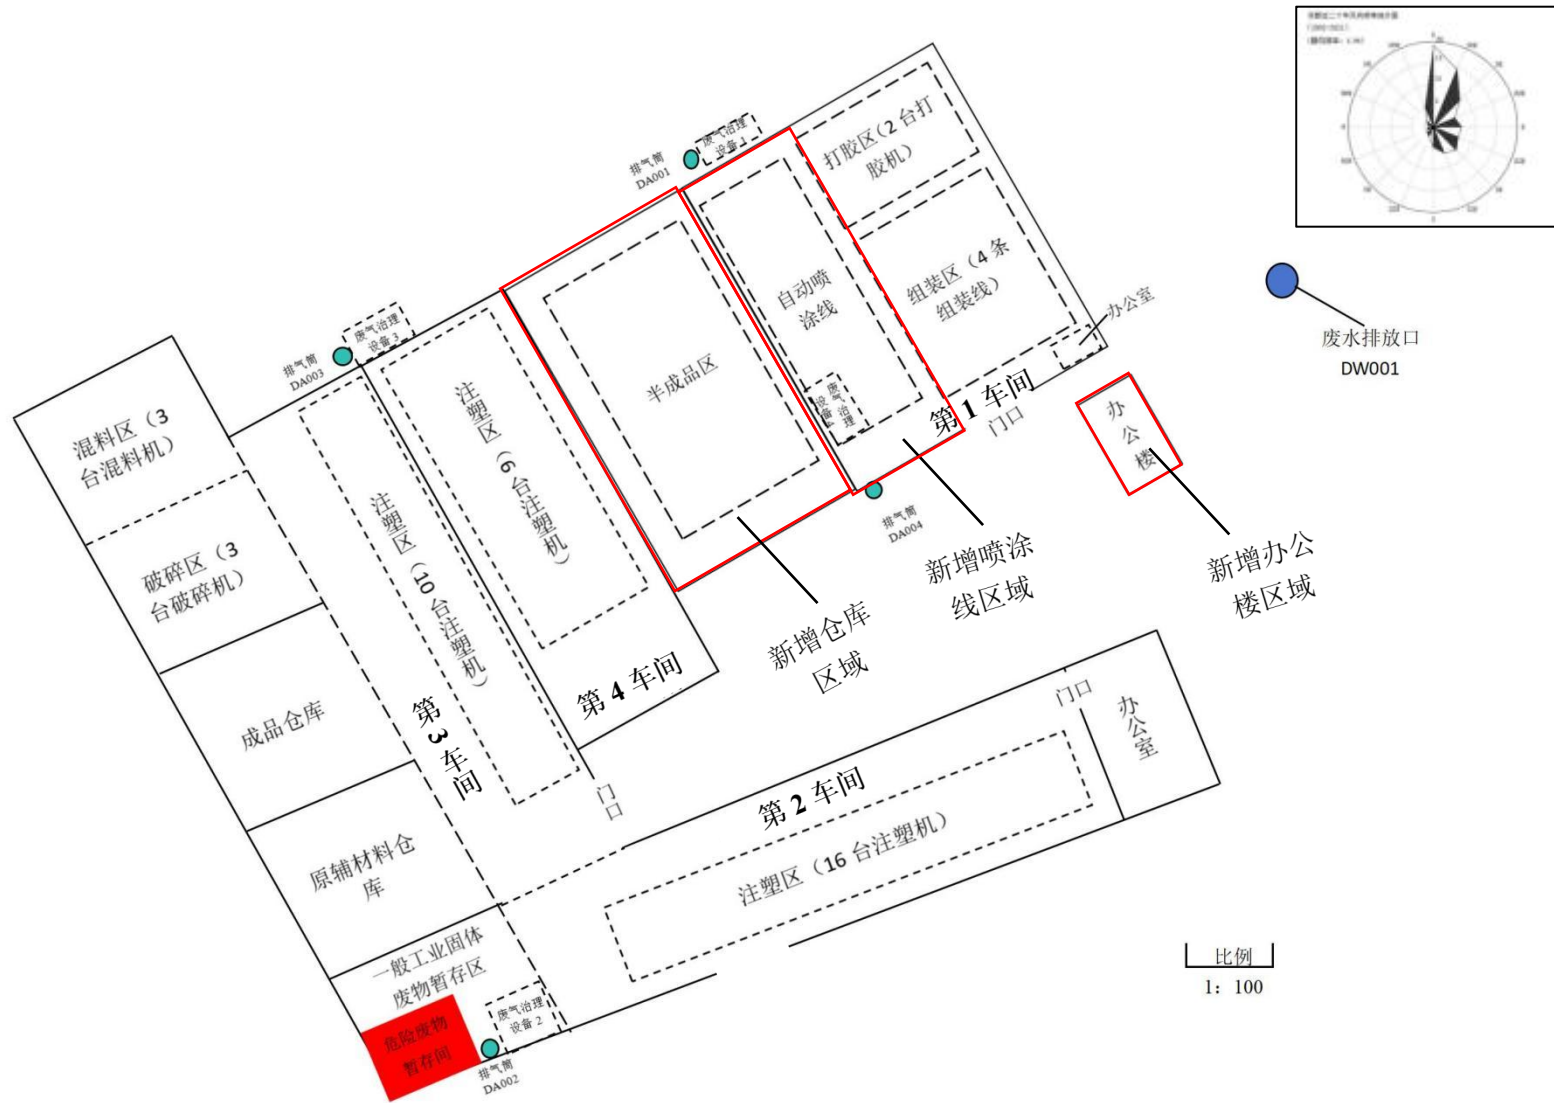 废气治理
设备 1
排气筒
DA001
打胶区（2 台打
胶机）
组装区（4 条
组装线）
办公室
自动喷
涂线
半成品区
废气治理
设备 3
排气筒
DA003
废水排放口
DW001
混料区（3
台混料机）
注塑区（6 台注塑机）
废气治理
第 1 车间
门口
办公楼
排气筒
DA004
注塑区（10 台注塑机）
破碎区（3
台破碎机）
新增喷涂
线区域
新增办公
楼区域
新增仓库
区域
第 4 车间
成品仓库
第 3 车间
门口
门口
办公室
第 2 车间
注塑区（16 台注塑机）
原辅材料仓
库
一般工业固体
废物暂存区
废气治理
设备 2
危险废物
暂存间
排气筒
DA002
比例
1：100